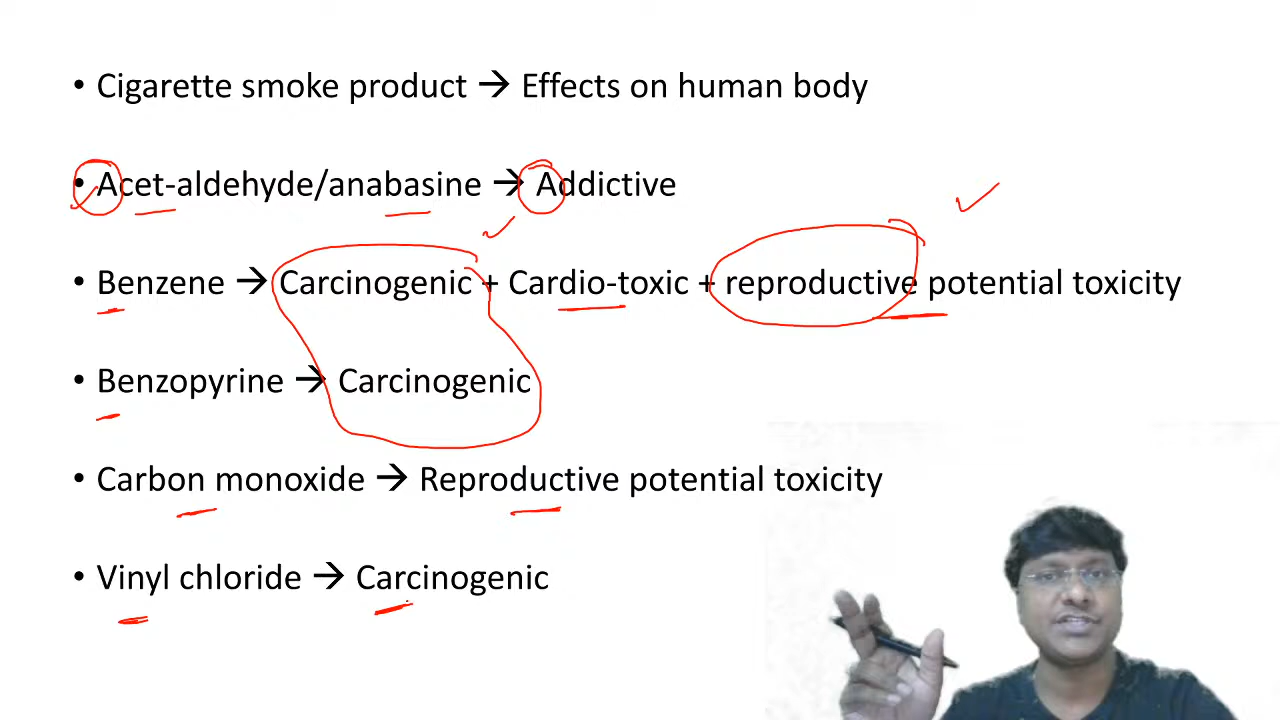 • Cigarette smoke product → Effects on human body
• Acet-aldehyde/anabasine → Addictive
• Benzene → Carcinogenic + Cardio-toxic + reproductive potential toxicity
• Benzopyrine → Carcinogenic
• Carbon monoxide → Reproductive potential toxicity
• Vinyl chloride → Carcinogenic